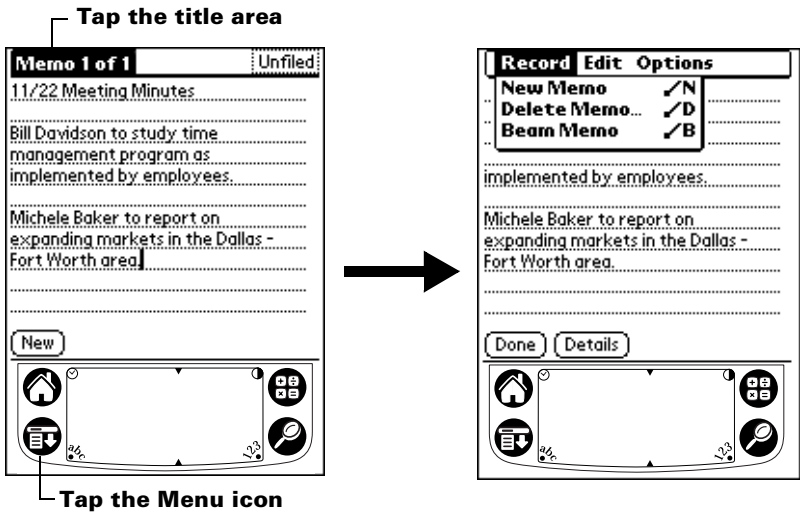 Tap the title area
Memo 1 of 1
Unfiled
11/22 Meeting Minutes
Bill Davidson to study time
management program as
implemented by employees.
Michele Baker to report on
expanding markets in the Dallas -
Fort Worth area.
New
abc
123
Tap the Menu icon
Record Edit Options
New Memo /N
Delete Memo... /D
Beam Memo /B
implemented by employees.
Michele Baker to report on
expanding markets in the Dallas -
Fort Worth area.
Done
Details
abc
123